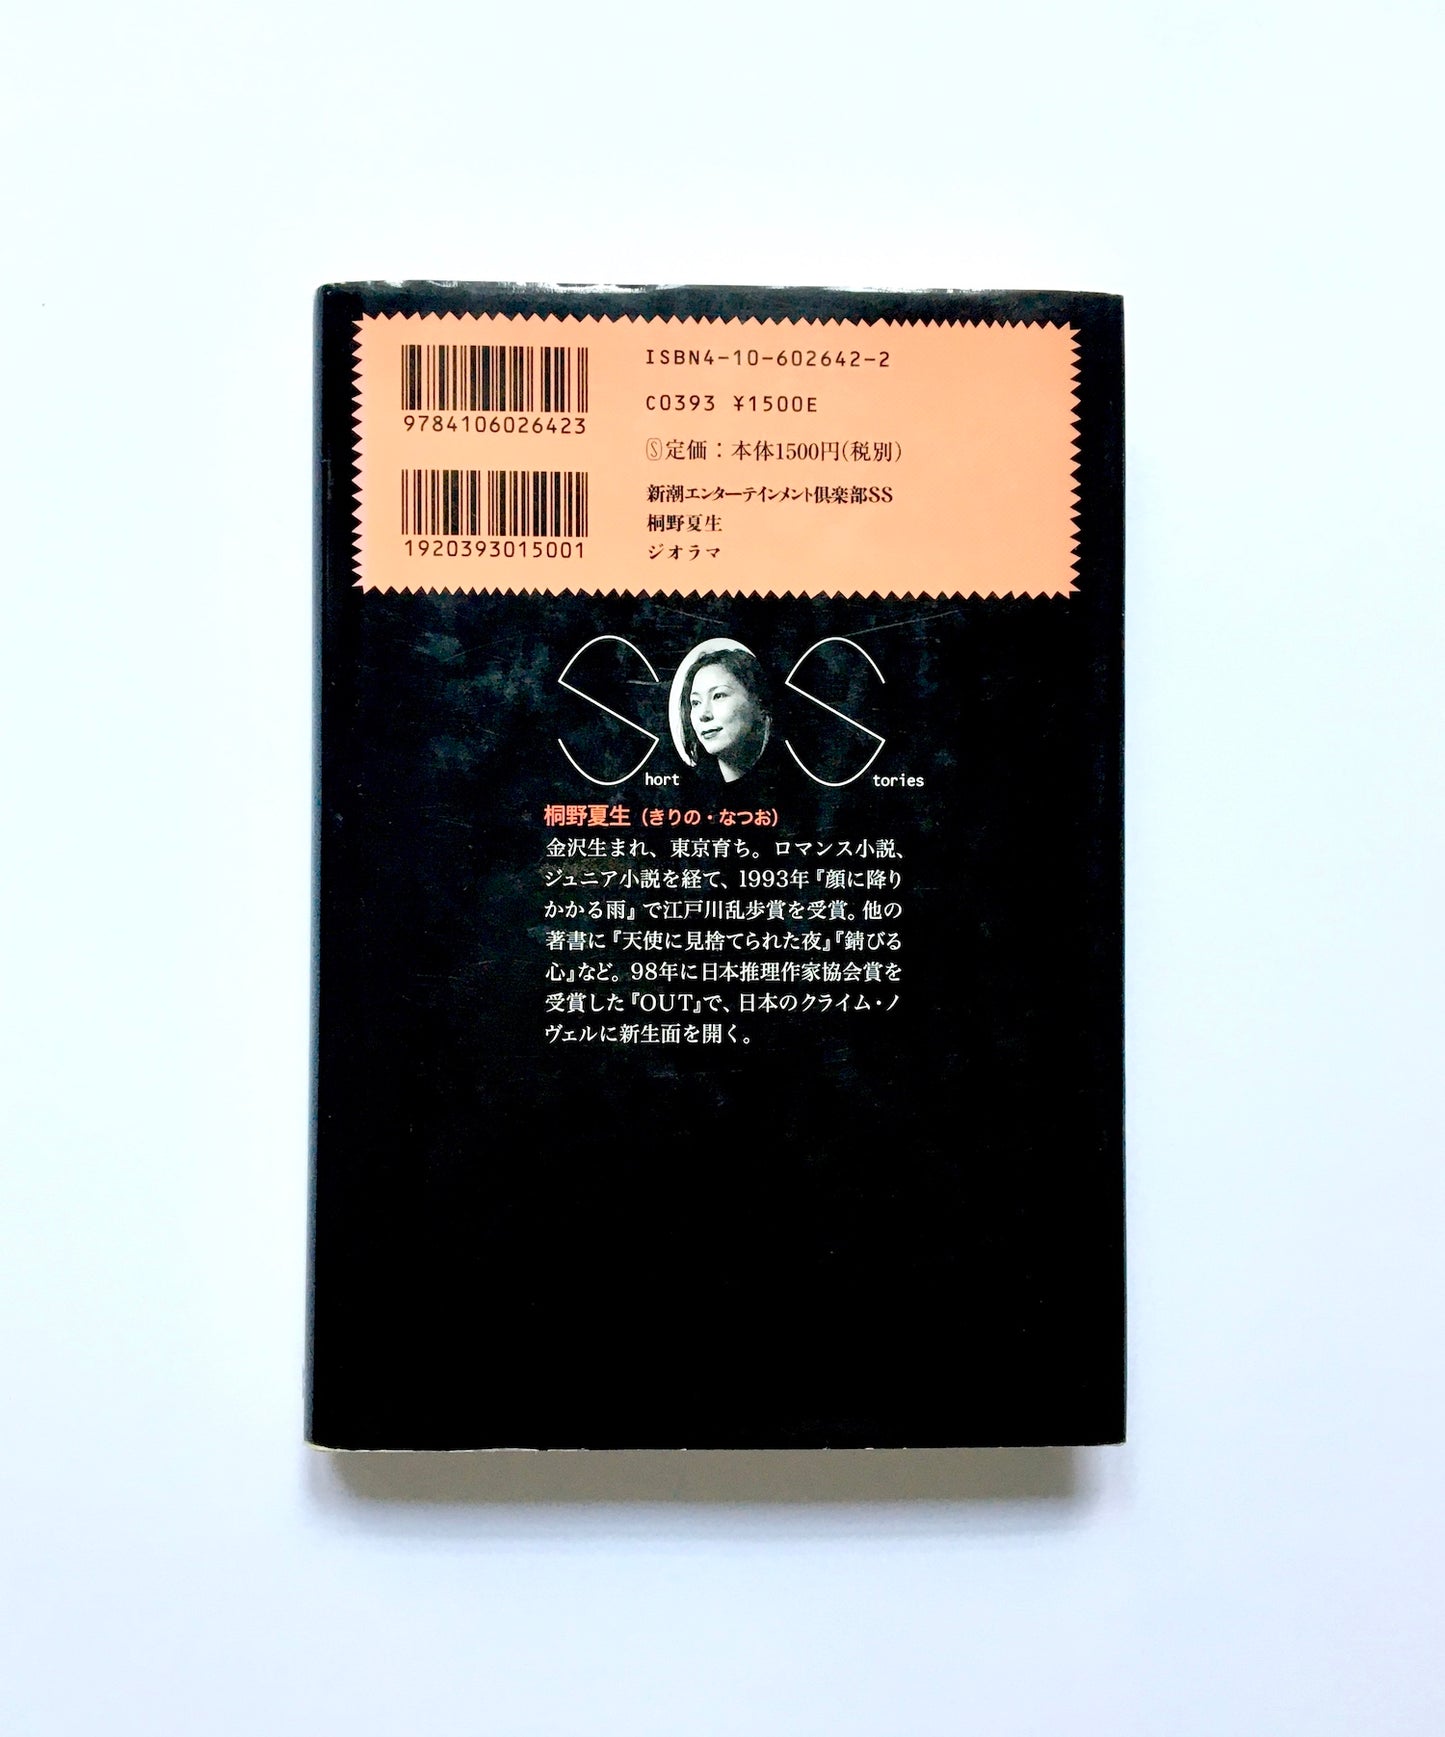 9784106026423
1920393015001
ISBN4-10-602642-2
C0393 ¥1500E
Ⓢ定価：本体1500円(税別)
新潮エンターテインメント倶楽部SS
桐野夏生
ジオラマ
Short Stories
桐野夏生（きりの・なつお）
金沢生まれ、東京育ち。ロマンス小説、
ジュニア小説を経て、1993年『顔に降り
かかる雨』で江戸川乱歩賞を受賞。他の
著書に『天使に見捨てられた夜』『錆びる
心』など。98年に日本推理作家協会賞を
受賞した『OUT』で、日本のクライム・ノ
ヴェルに新生面を開く。